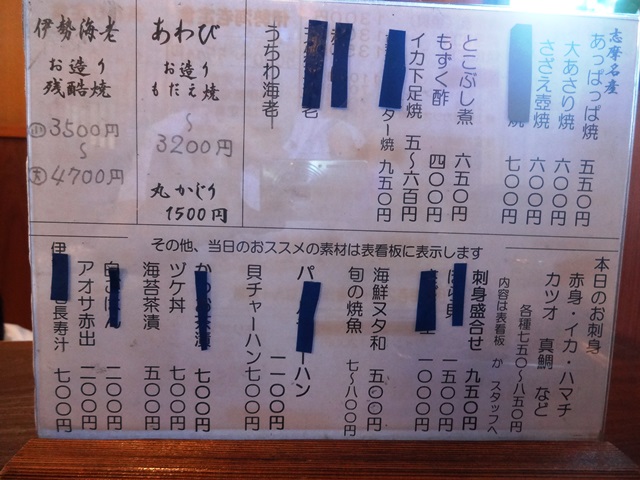 志摩名産
あっぱっぱ焼 五五〇円
大あさり焼 六〇〇円
さざえ壺焼 六〇〇円
焼 七〇〇円
とこぶし煮 六五〇円
もずく酢 四〇〇円
イカ下足焼 五〜六百円
ター焼 九五〇円
うちわ海老
あわび
お造り
もだえ焼
〜
3200円
丸かじり
1500円
伊勢海老
お造り
残酷焼
小 3500円
〜
大 4700円
その他、当日のおススメの素材は表看板に表示します
本日のお刺身
赤身・イカ・ハマチ
カツオ 真鯛 など
各種七五〇〜八五〇円
内容は表看板 か スタッフへ
刺身盛合せ 九五〇円
一五〇〇円
一〇〇〇円
海鮮ヌタ和 五〇〇円
旬の焼魚 七〜八〇〇円
ーハン 一一〇〇円
貝チャーハン 七〇〇円
七〇〇円
ヅケ丼 七〇〇円
海苔茶漬 五〇〇円
二〇〇円
アオサ赤出 二〇〇円
伊 長寿汁 七〇〇円